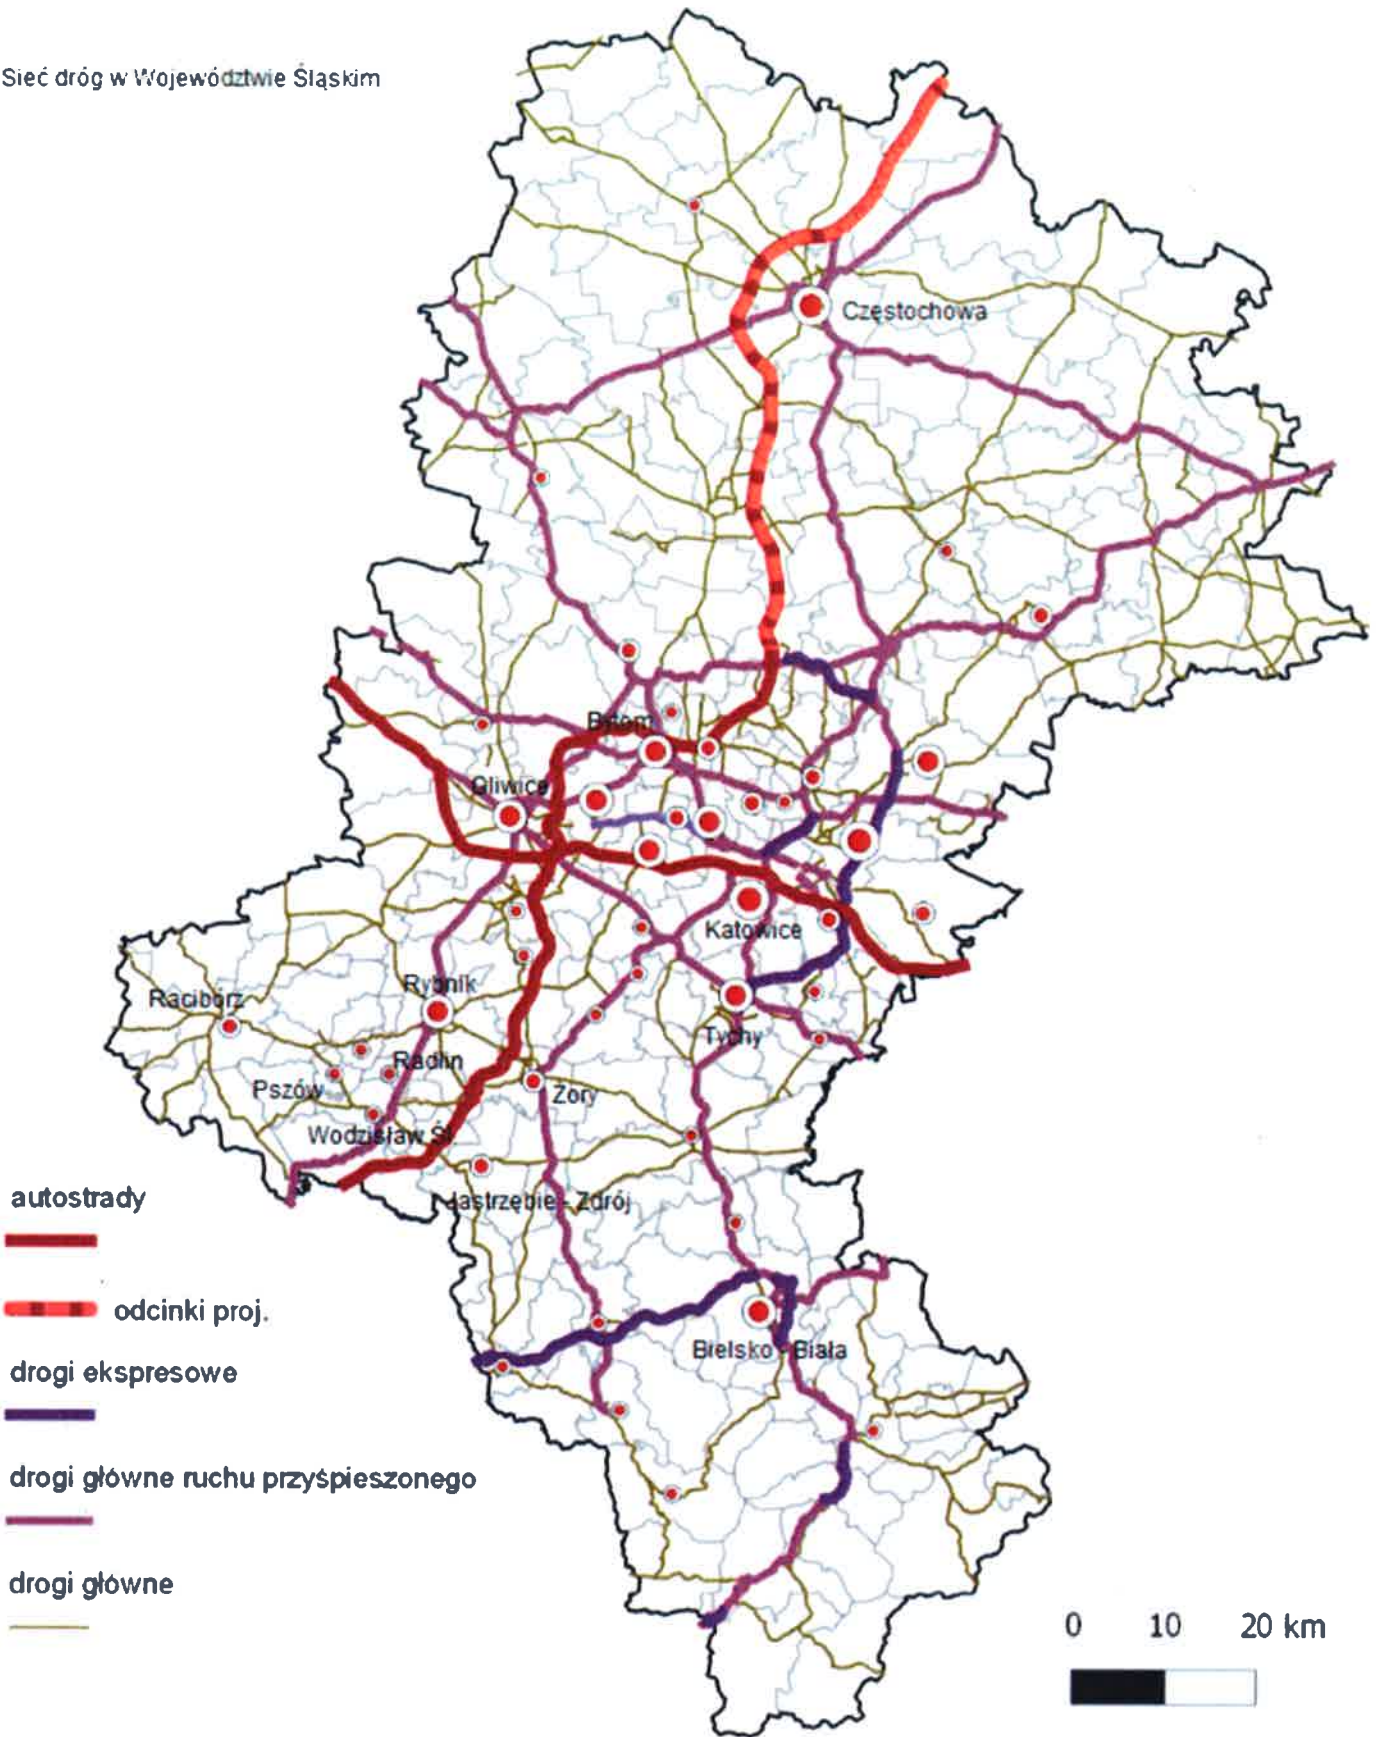 Sieć dróg w Województwie Śląskim
Częstochowa
Bytom
Gliwice
Katowice
Rybnik
Racibórz
Tychy
Radlin
Pszów
Żory
Wodzisław Śl.
Jastrzębie - Zdrój
Bielsko - Biała
autostrady
odcinki proj.
drogi ekspresowe
drogi główne ruchu przyśpieszonego
drogi główne
0 10 20 km